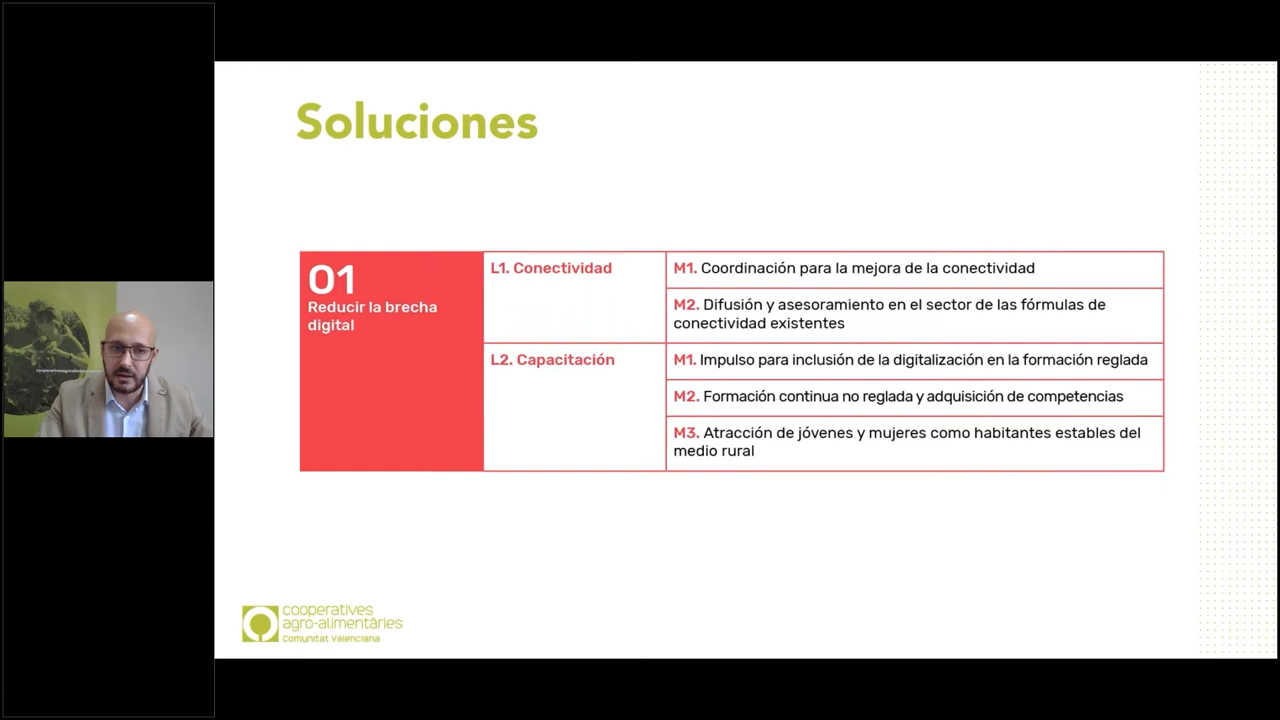 Soluciones
01
Reducir la brecha
digital
L1. Conectividad
M1. Coordinación para la mejora de la conectividad
M2. Difusión y asesoramiento en el sector de las fórmulas de
conectividad existentes
L2. Capacitación
M1. Impulso para inclusión de la digitalización en la formación reglada
M2. Formación continua no reglada y adquisición de competencias
M3. Atracción de jóvenes y mujeres como habitantes estables del
medio rural
cooperatives
agro-alimentàries
Comunitat Valenciana